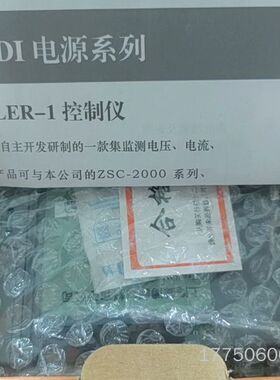 DI 电源系列
LER-1 控制仪
自主开发研制的一款集监测电压、电流、
产品可与本公司的ZSC-2000 系列、
合格
17750600